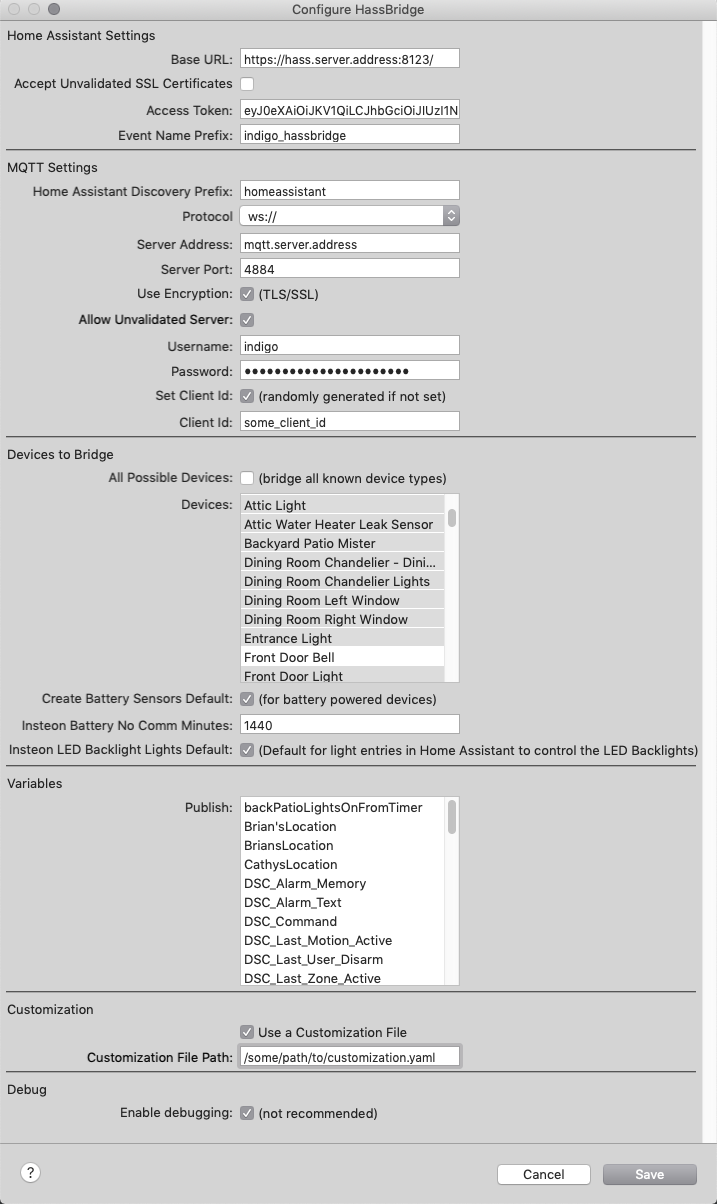 Configure HassBridge
Home Assistant Settings
Base URL: https://hass.server.address:8123/
Accept Unvalidated SSL Certificates
Access Token: eyJ0eXAiOiJKV1QiLCJhbGciOiJIUzI1N
Event Name Prefix: indigo_hassbridge
MQTT Settings
Home Assistant Discovery Prefix: homeassistant
Protocol ws://
Server Address: mqtt.server.address
Server Port: 4884
Use Encryption: (TLS/SSL)
Allow Unvalidated Server:
Username: indigo
Password: ••••••••••••••••••••••
Set Client Id: (randomly generated if not set)
Client Id: some_client_id
Devices to Bridge
All Possible Devices: (bridge all known device types)
Devices: Attic Light
Attic Water Heater Leak Sensor
Backyard Patio Mister
Dining Room Chandelier - Dini...
Dining Room Chandelier Lights
Dining Room Left Window
Dining Room Right Window
Entrance Light
Front Door Bell
Front Door Light
Create Battery Sensors Default: (for battery powered devices)
Insteon Battery No Comm Minutes: 1440
Insteon LED Backlight Lights Default: (Default for light entries in Home Assistant to control the LED Backlights)
Variables
Publish: backPatioLightsOnFromTimer
Brian'sLocation
BriansLocation
CathysLocation
DSC_Alarm_Memory
DSC_Alarm_Text
DSC_Command
DSC_Last_Motion_Active
DSC_Last_User_Disarm
DSC_Last_Zone_Active
Customization
Use a Customization File
Customization File Path: /some/path/to/customization.yaml
Debug
Enable debugging: (not recommended)
? Cancel Save